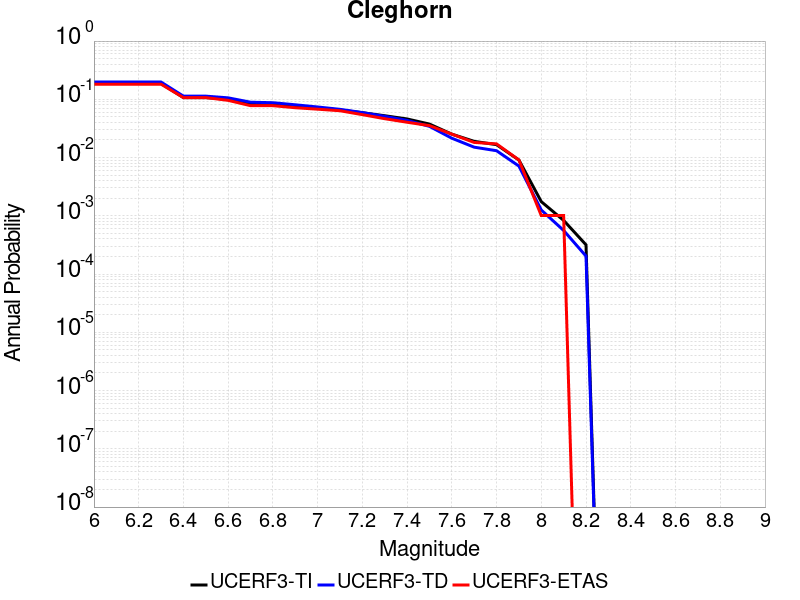 Cleghorn
10^0
10^-1
10^-2
10^-3
10^-4
10^-5
10^-6
10^-7
10^-8
Annual Probability
6 6.2 6.4 6.6 6.8 7 7.2 7.4 7.6 7.8 8 8.2 8.4 8.6 8.8 9
Magnitude
UCERF3-TI UCERF3-TD UCERF3-ETAS